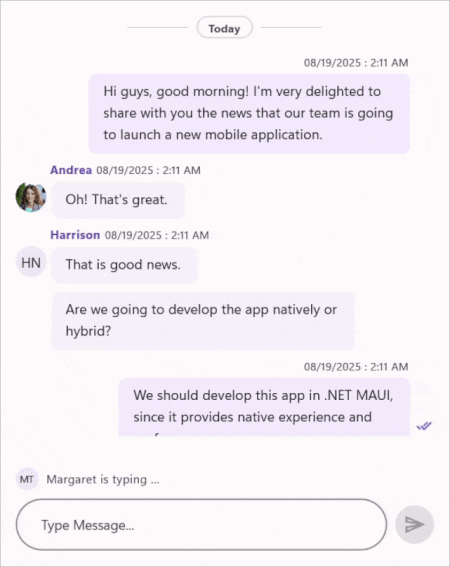 Today
08/19/2025 : 2:11 AM
Hi guys, good morning! I'm very delighted to
share with you the news that our team is going
to launch a new mobile application.
Andrea 08/19/2025 : 2:11 AM
Oh! That's great.
Harrison 08/19/2025 : 2:11 AM
HN
That is good news.
Are we going to develop the app natively or
hybrid?
08/19/2025 : 2:11 AM
We should develop this app in .NET MAUI,
since it provides native experience and
MT
Margaret is typing ...
Type Message...